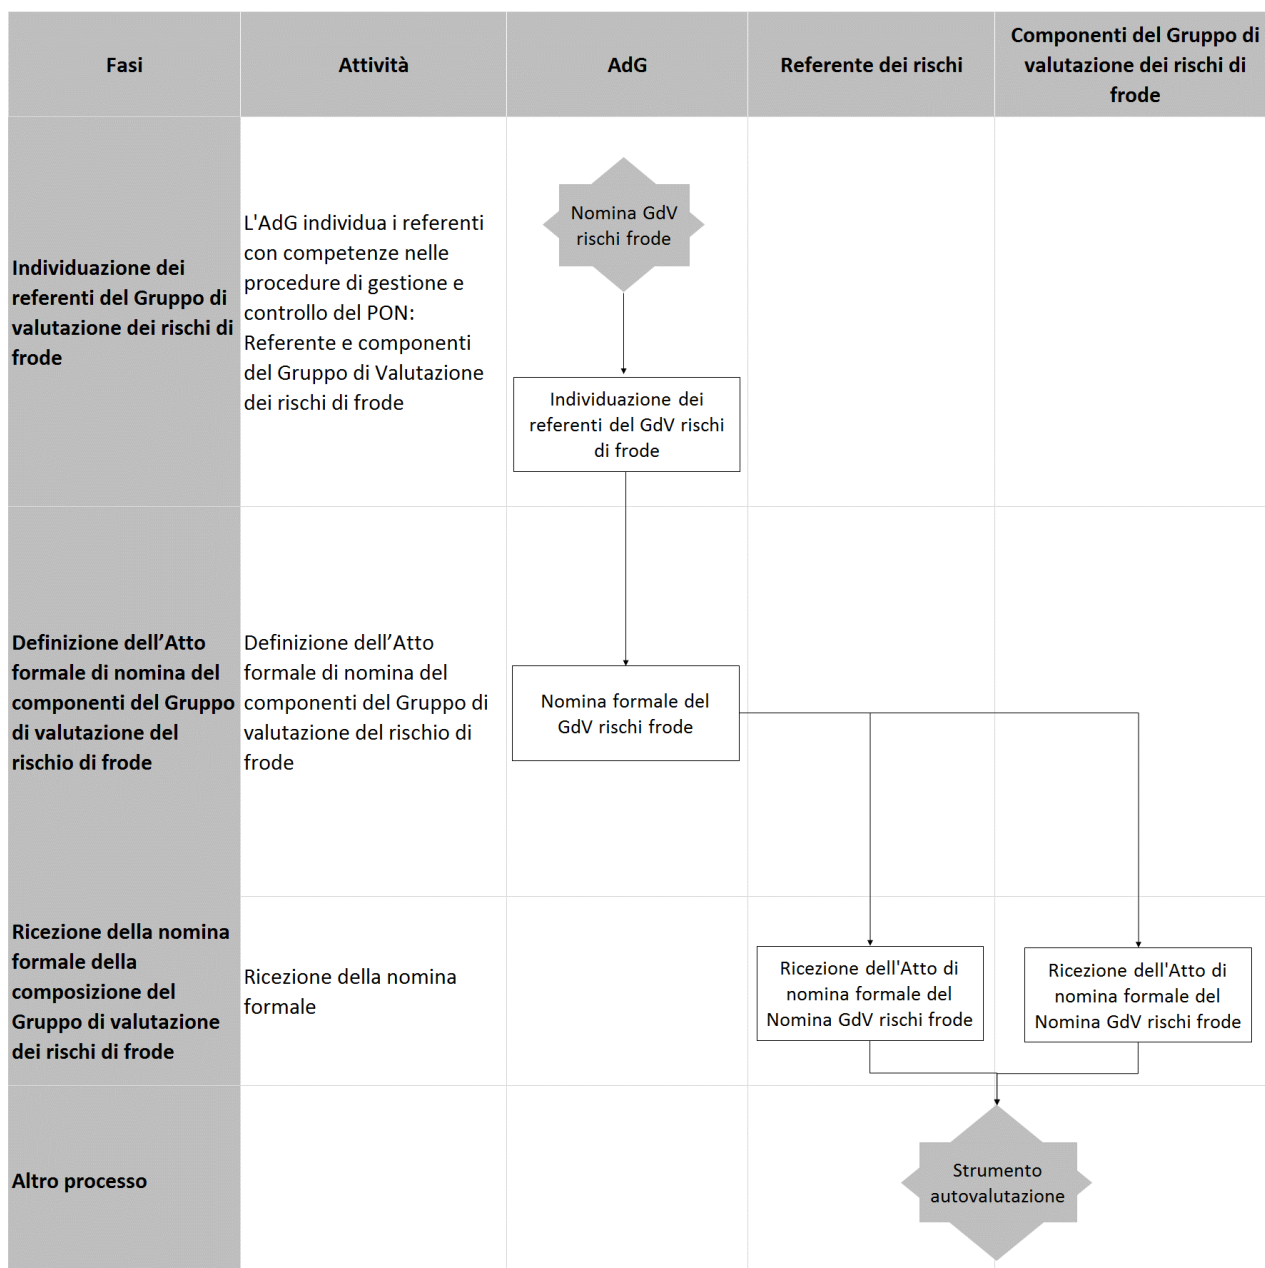 Fasi
Attività
AdG
Referente dei rischi
Componenti del Gruppo di
valutazione dei rischi di
frode
Individuazione dei
referenti del Gruppo di
valutazione dei rischi di
frode
L'AdG individua i referenti
con competenze nelle
procedure di gestione e
controllo del PON:
Referente e componenti
del Gruppo di Valutazione
dei rischi di frode
Nomina GdV
rischi frode
Individuazione dei
referenti del GdV rischi
di frode
Definizione dell’Atto
formale di nomina del
componenti del Gruppo
di valutazione del
rischio di frode
Definizione dell’Atto
formale di nomina del
componenti del Gruppo di
valutazione del rischio di
frode
Nomina formale del
GdV rischi frode
Ricezione della nomina
formale della
composizione del
Gruppo di valutazione
dei rischi di frode
Ricezione della nomina
formale
Ricezione dell'Atto di
nomina formale del
Nomina GdV rischi frode
Ricezione dell'Atto di
nomina formale del
Nomina GdV rischi frode
Altro processo
Strumento
autovalutazione